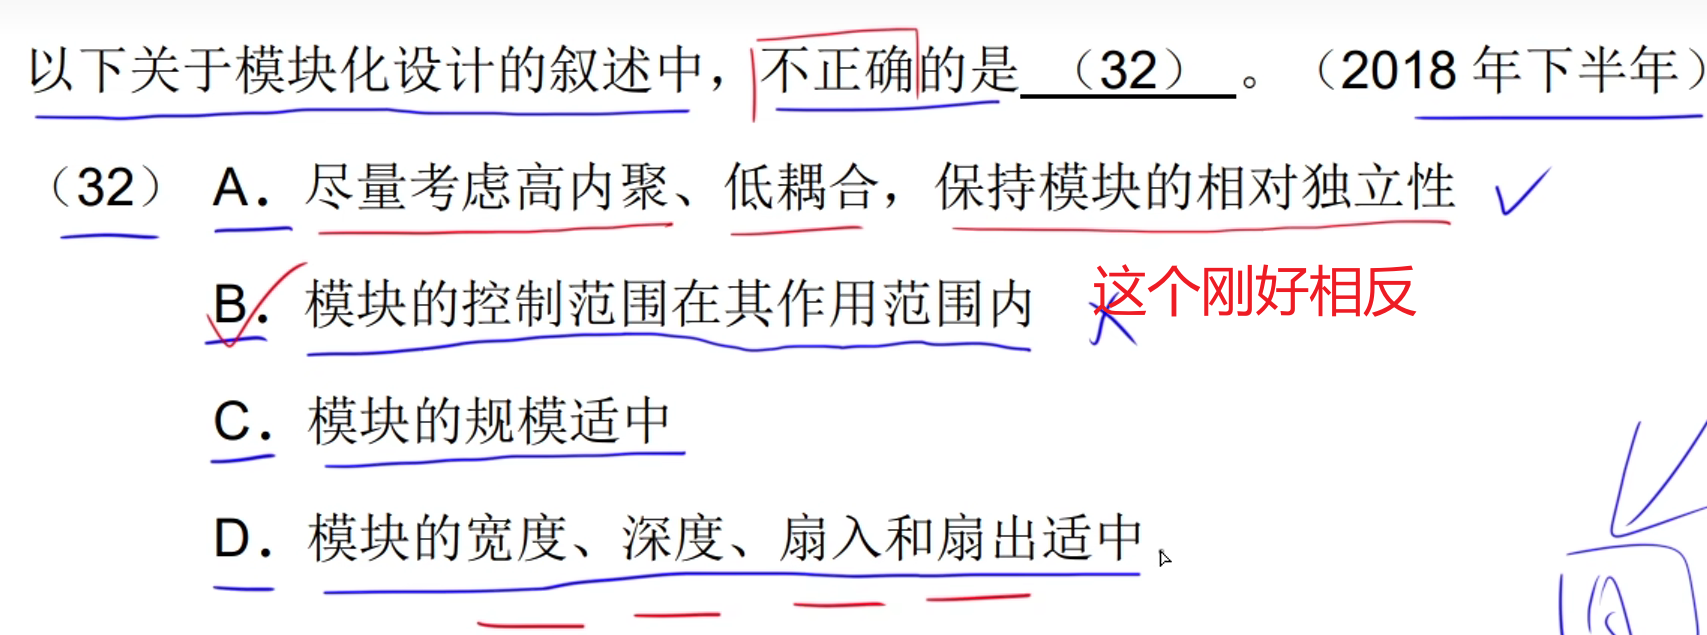 以下关于模块化设计的叙述中，不正确的是（32）。（2018年下半年）
（32） A. 尽量考虑高内聚、低耦合，保持模块的相对独立性
B. 模块的控制范围在其作用范围内 这个刚好相反
C. 模块的规模适中
D. 模块的宽度、深度、扇入和扇出适中